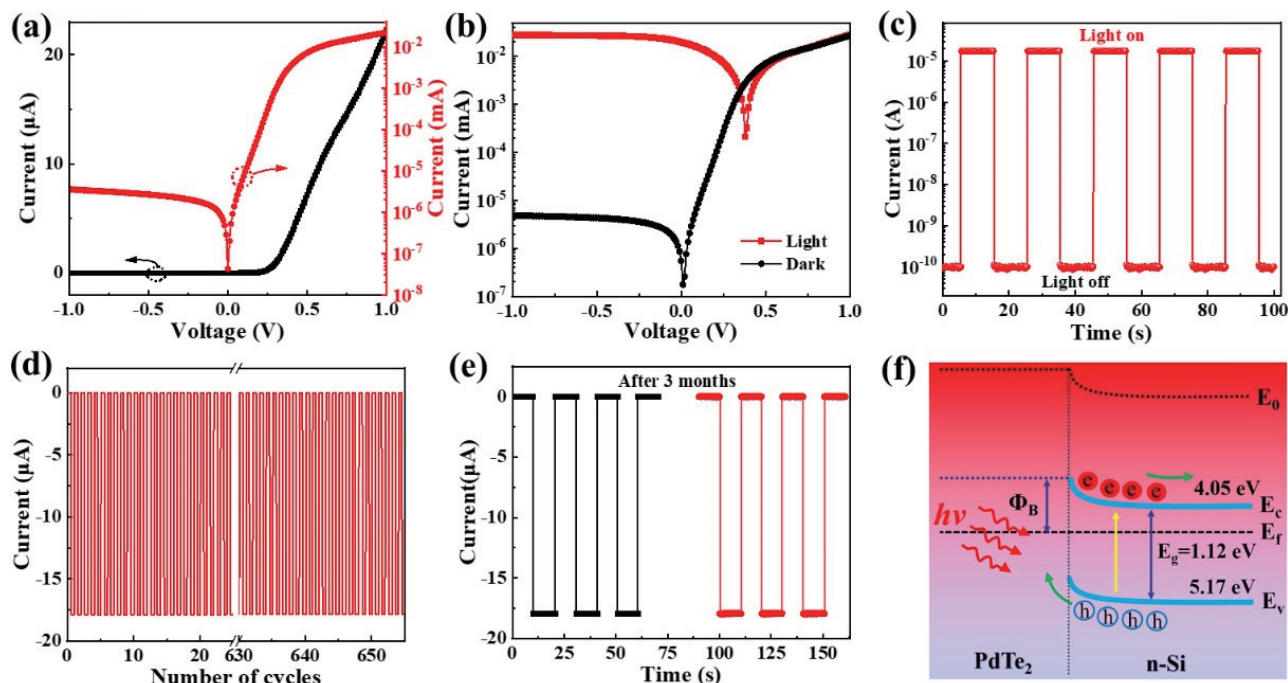 (a)
20
10
0
Current (μA)
-1.0 -0.5 0.0 0.5 1.0
Voltage (V)
10⁻²
10⁻³
10⁻⁴
10⁻⁵
10⁻⁶
10⁻⁷
10⁻⁸
Current (mA)
(b)
10⁻²
10⁻³
10⁻⁴
10⁻⁵
10⁻⁶
10⁻⁷
Current (mA)
Light
Dark
-1.0 -0.5 0.0 0.5 1.0
Voltage (V)
(c)
Light on
10⁻⁵
10⁻⁶
10⁻⁷
10⁻⁸
10⁻⁹
10⁻¹⁰
Current (A)
Light off
0 20 40 60 80 100
Time (s)
(d)
0
-5
-10
-15
-20
Current (μA)
0 10 20 630 640 650
Number of cycles
(e)
After 3 months
0
-5
-10
-15
-20
Current(μA)
0 25 50 75 100 125 150
Time (s)
(f)
E₀
4.05 eV
E_c
Φ_B
hν
E_f
E_g=1.12 eV
5.17 eV
E_v
e e e e
h h h h
PdTe₂
n-Si